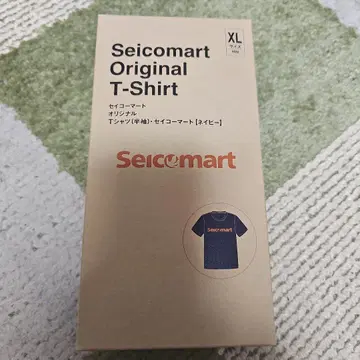 Seicomart
Original
T-Shirt
XL
サイズ
セイコーマート
オリジナル
Tシャツ(半袖)・セイコーマート【ネイビー】
Seicomart
Seicomart